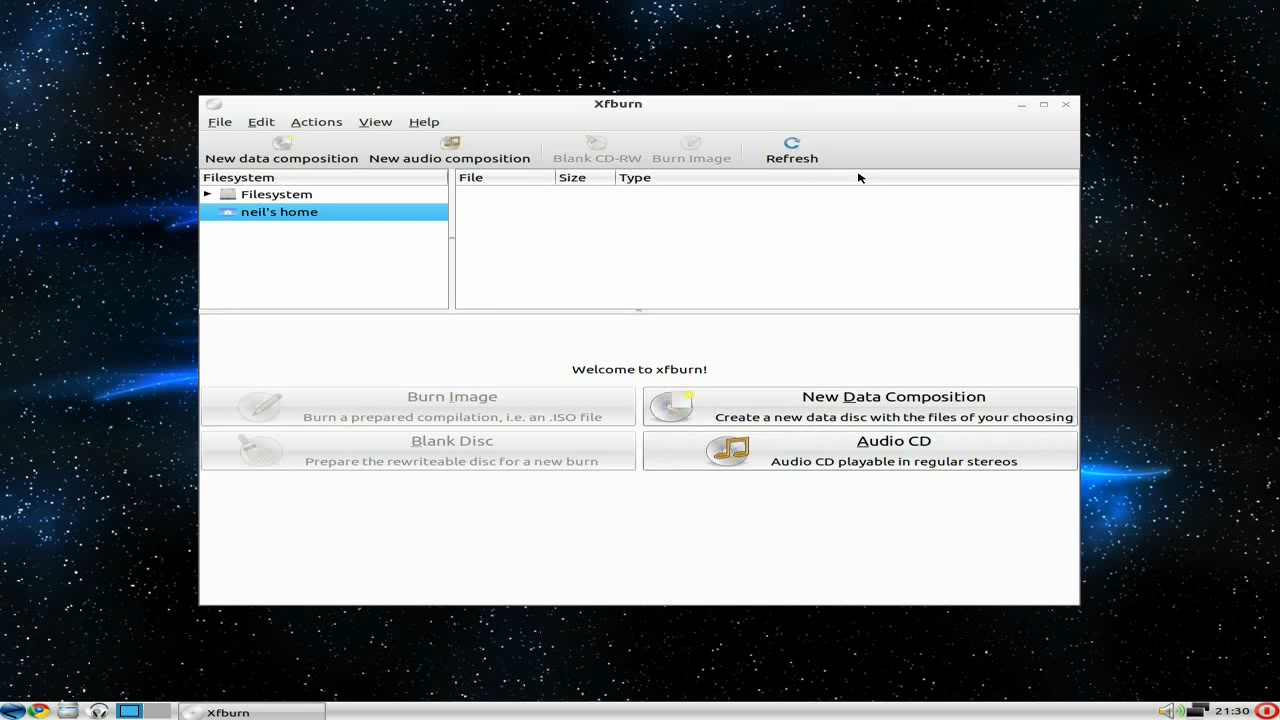 Xfburn
File Edit Actions View Help
New data composition New audio composition Blank CD-RW Burn Image Refresh
Filesystem File Size Type
Filesystem
neil's home
Welcome to xfburn!
Burn Image
Burn a prepared compilation, i.e. an .ISO file
New Data Composition
Create a new data disc with the files of your choosing
Blank Disc
Prepare the rewriteable disc for a new burn
Audio CD
Audio CD playable in regular stereos
Xfburn 21:30